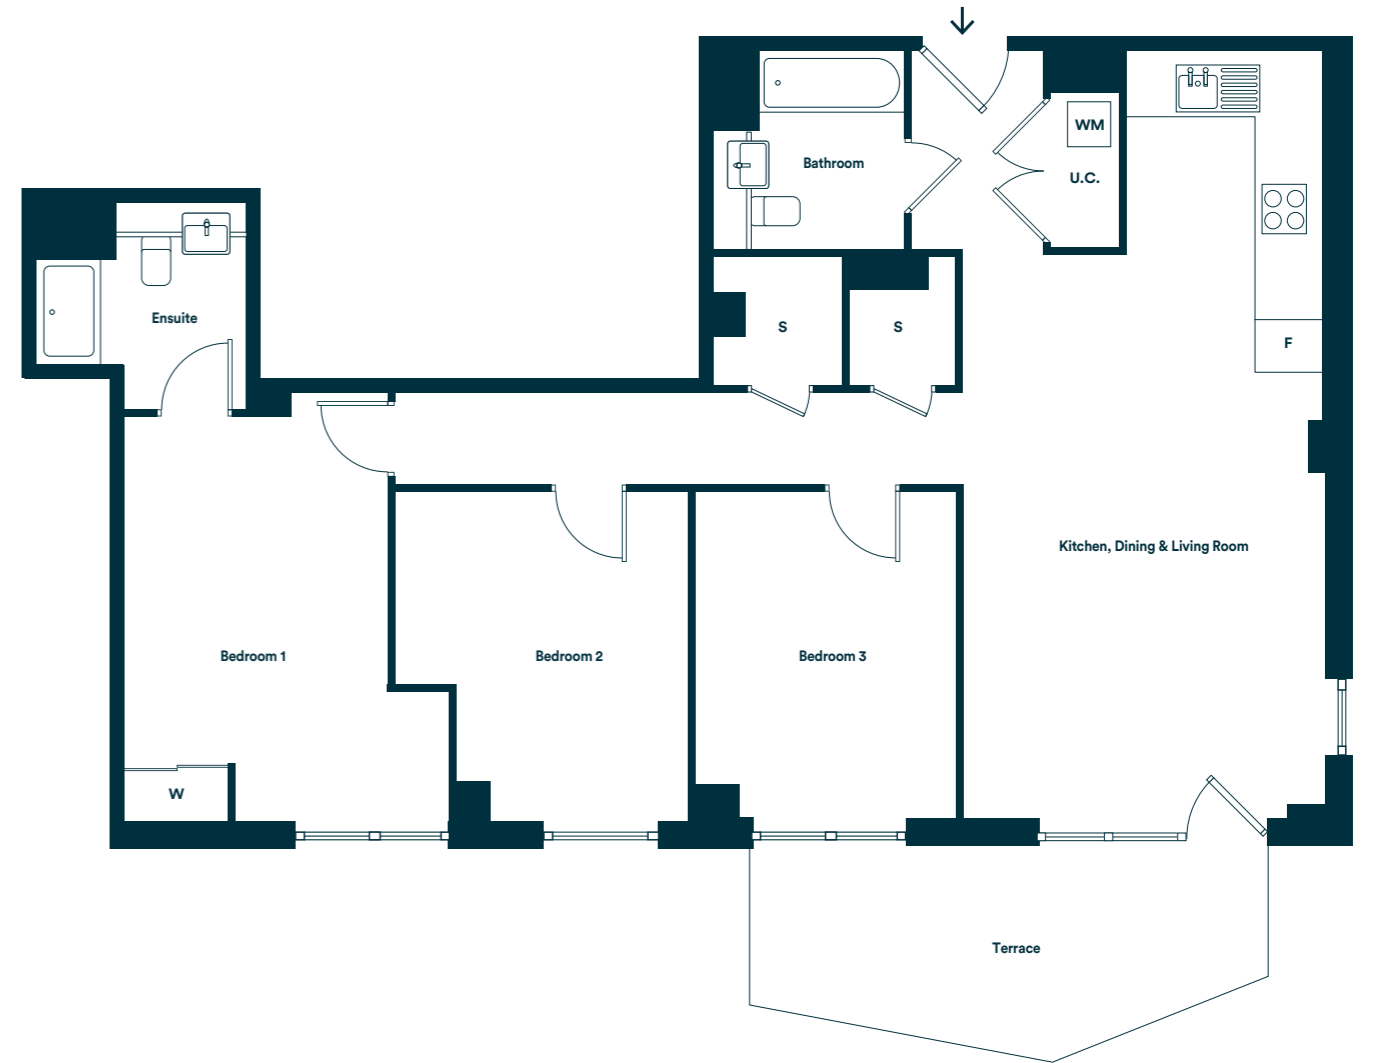 WM
Bathroom
U.C.
Ensuite
S
S
F
Kitchen, Dining & Living Room
Bedroom 1
Bedroom 2
Bedroom 3
W
Terrace